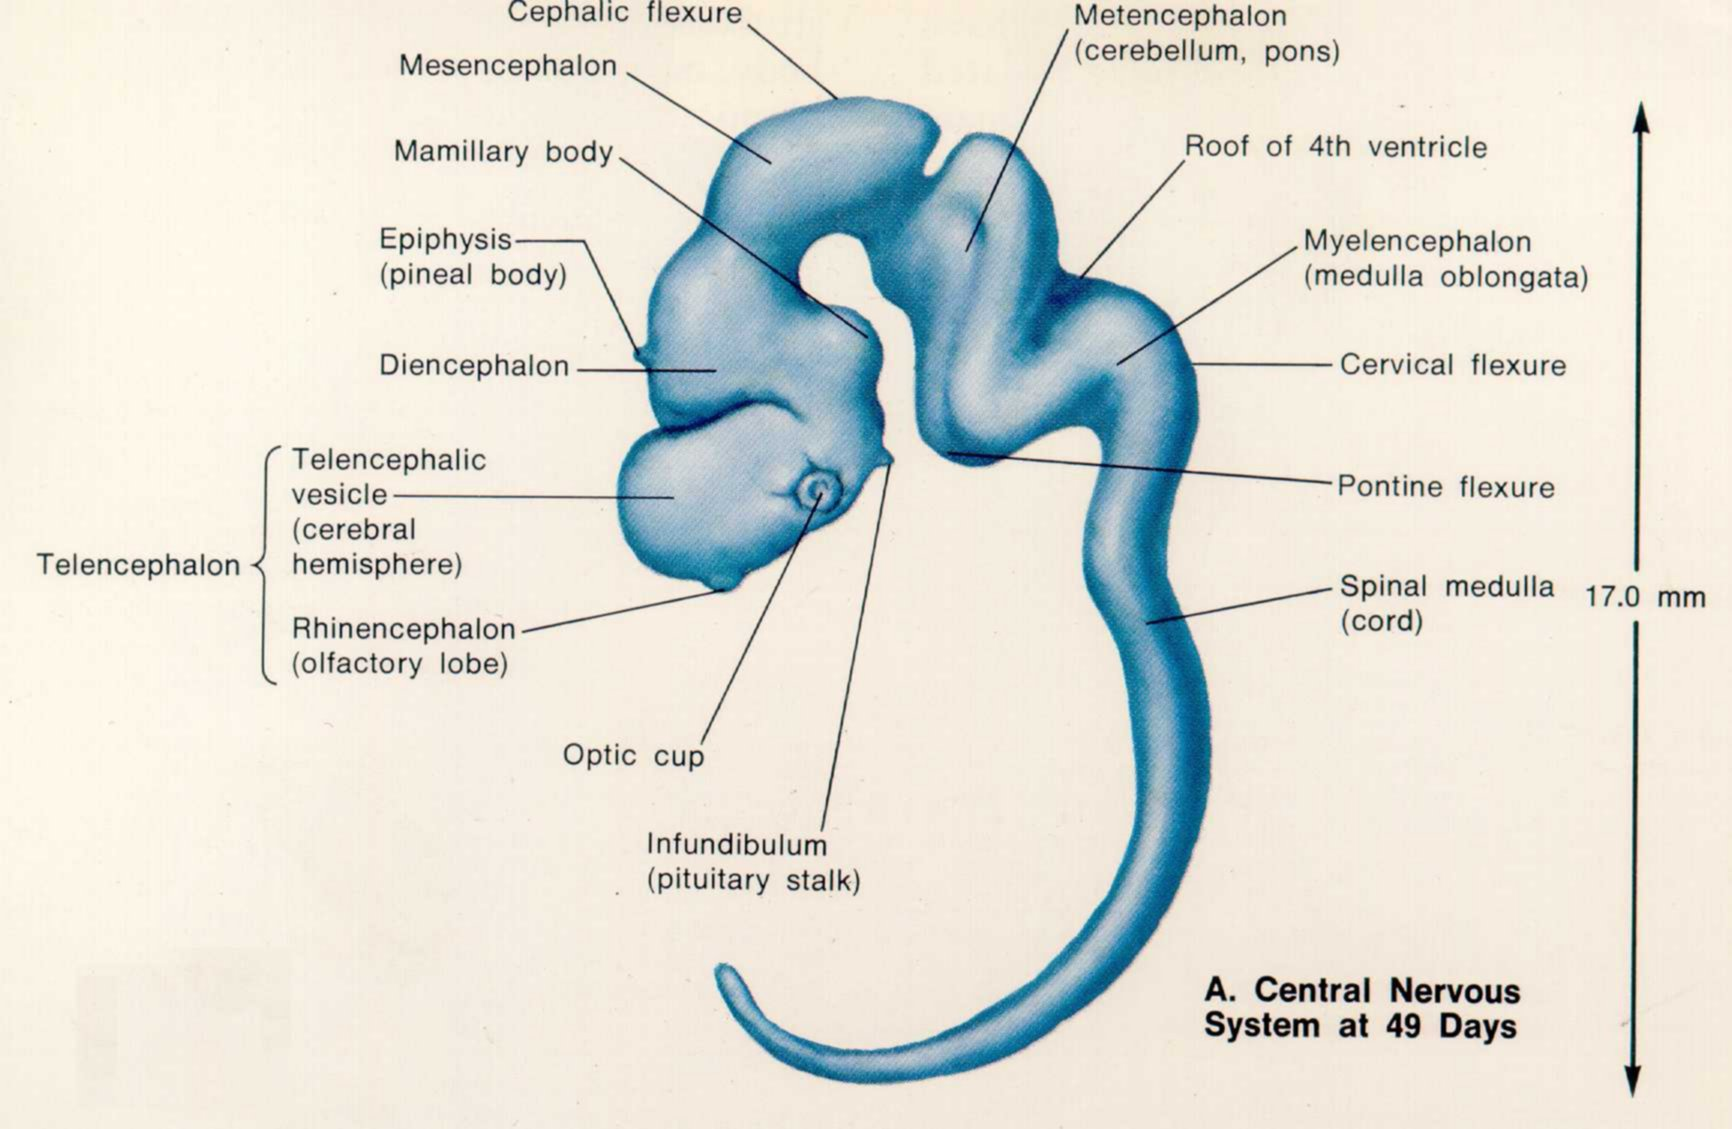 Cephalic flexure
Mesencephalon
Mamillary body
Epiphysis
(pineal body)
Diencephalon
Telencephalon
Telencephalic
vesicle
(cerebral
hemisphere)
Rhinencephalon
(olfactory lobe)
Optic cup
Infundibulum
(pituitary stalk)
Metencephalon
(cerebellum, pons)
Roof of 4th ventricle
Myelencephalon
(medulla oblongata)
Cervical flexure
Pontine flexure
Spinal medulla
(cord)
17.0 mm
A. Central Nervous
System at 49 Days